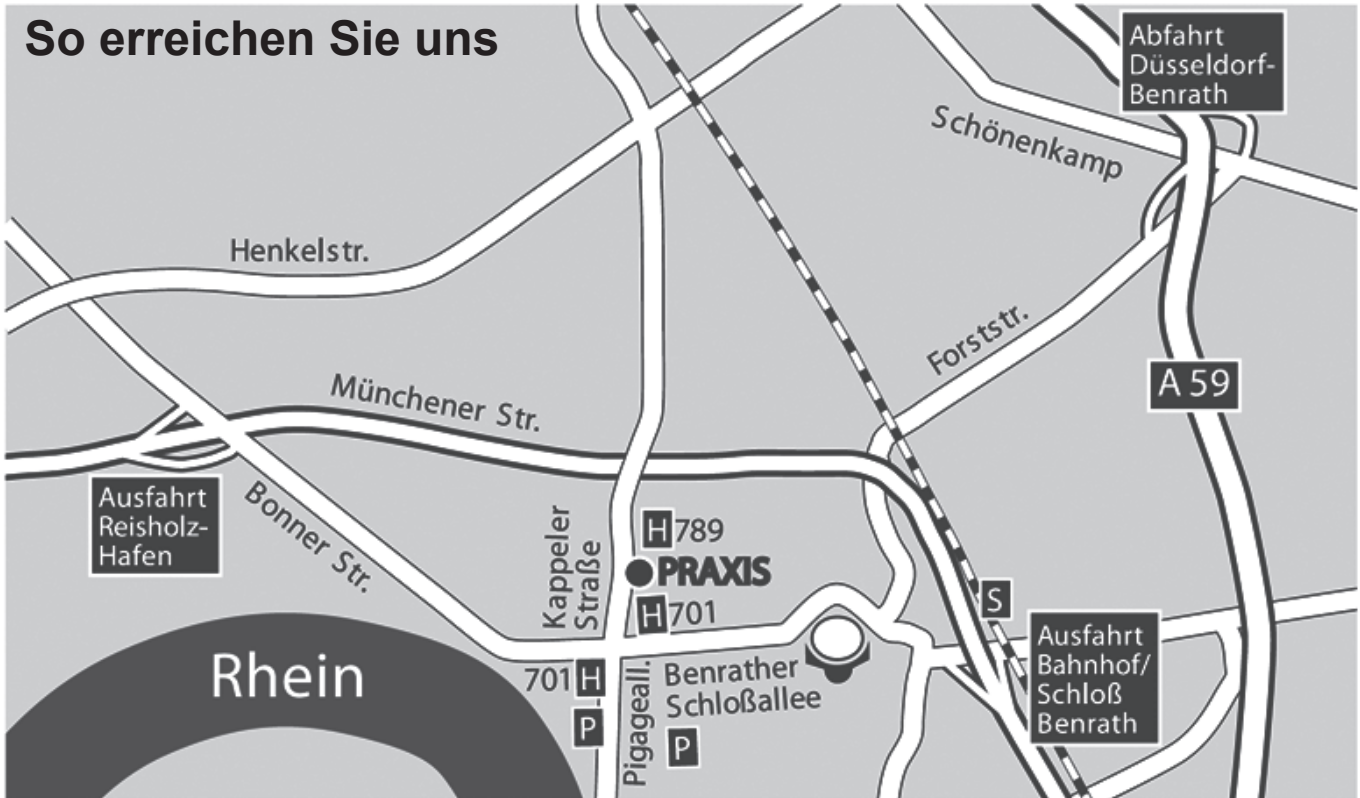 So erreichen Sie uns
Abfahrt
Düsseldorf-
Benrath
Schönenkamp
Henkelstr.
Forststr.
A 59
Münchener Str.
Ausfahrt
Reisholz-
Hafen
Bonner Str.
Kappeler
Straße
H 789
PRAXIS
H 701
S
Ausfahrt
Bahnhof/
Schloß
Benrath
Rhein
701 H
P
Pigageall.
Benrather
Schloßallee
P